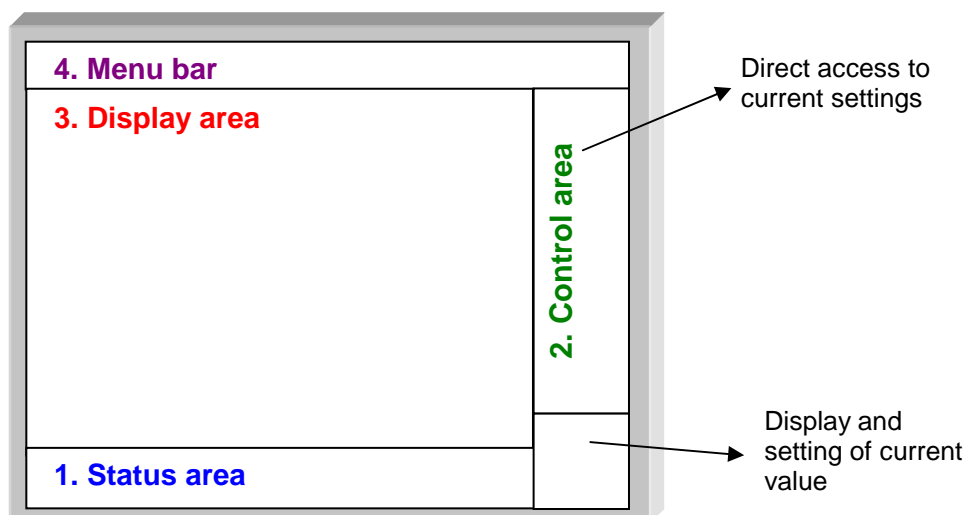 4. Menu bar
3. Display area
2. Control area
1. Status area
Direct access to
current settings
Display and
setting of current
value